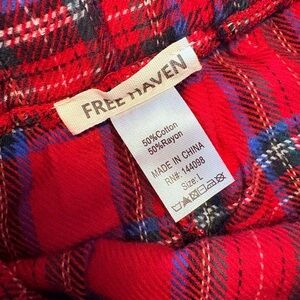 FREE HAVEN
50%Cotton
50%Rayon
MADE IN CHINA
RN#: 144098
Size: L